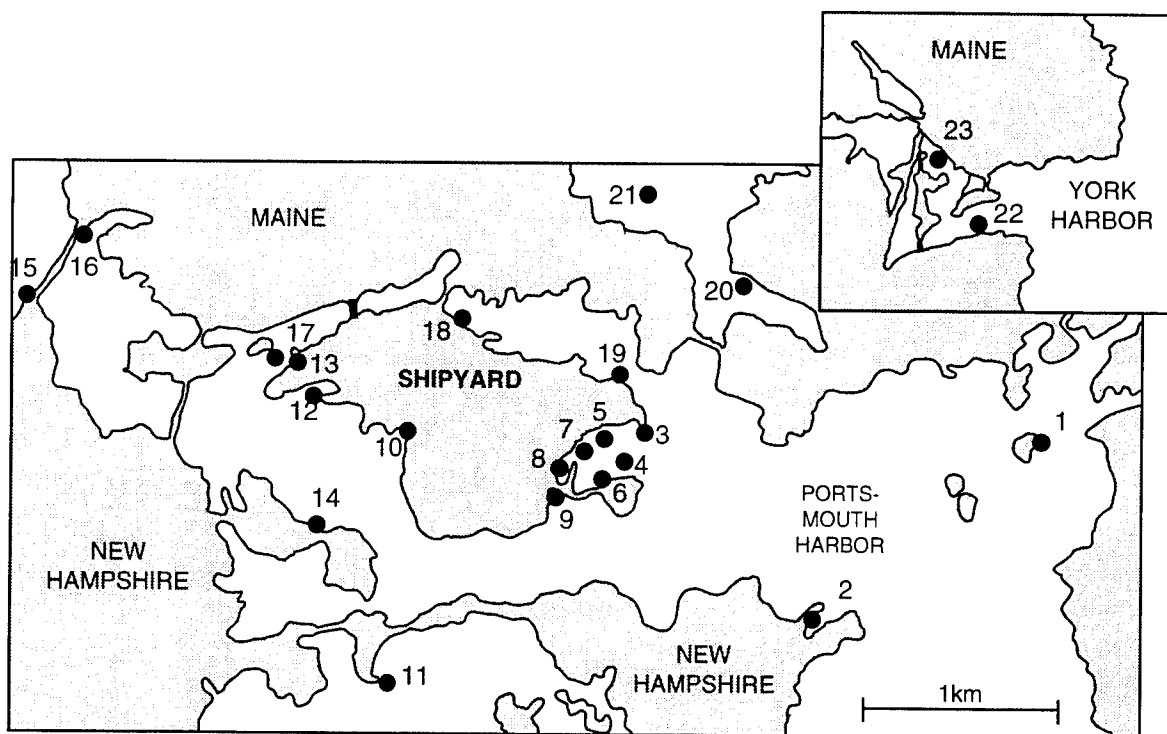 MAINE
23
YORK
HARBOR
22
21
MAINE
15
16
20
17
18
13
19
SHIPYARD
12
5
10
7
3
1
8
4
6
9
14
PORTS-
MOUTH
HARBOR
NEW
HAMPSHIRE
2
11
NEW
HAMPSHIRE
1km